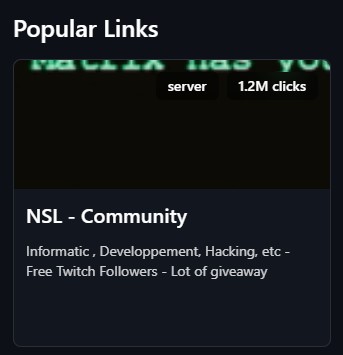 Popular Links
Matrix has you
server
1.2M clicks
NSL - Community
Informatic , Developpement, Hacking, etc -
Free Twitch Followers - Lot of giveaway